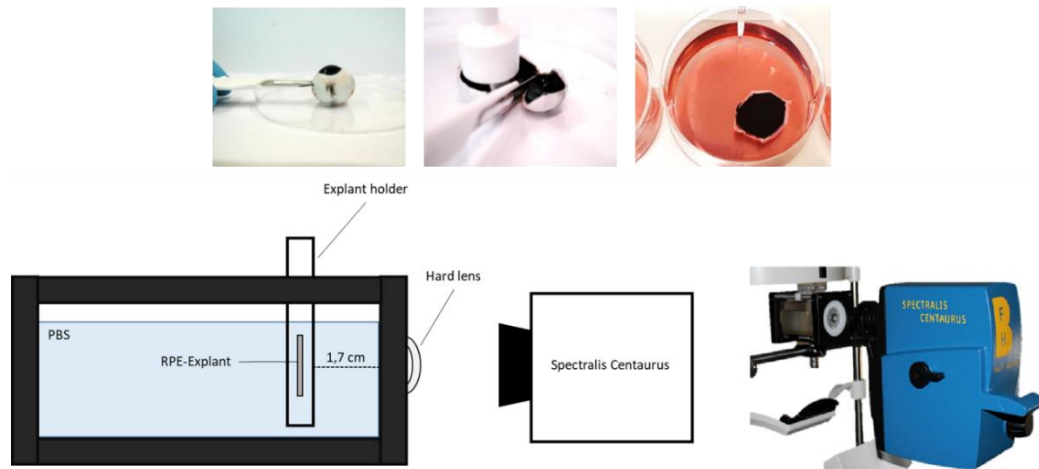 Explant holder
Hard lens
PBS
RPE-Explant
1,7 cm
Spectralis Centaurus
SPECTRALIS
CENTAURUS
F
B
H